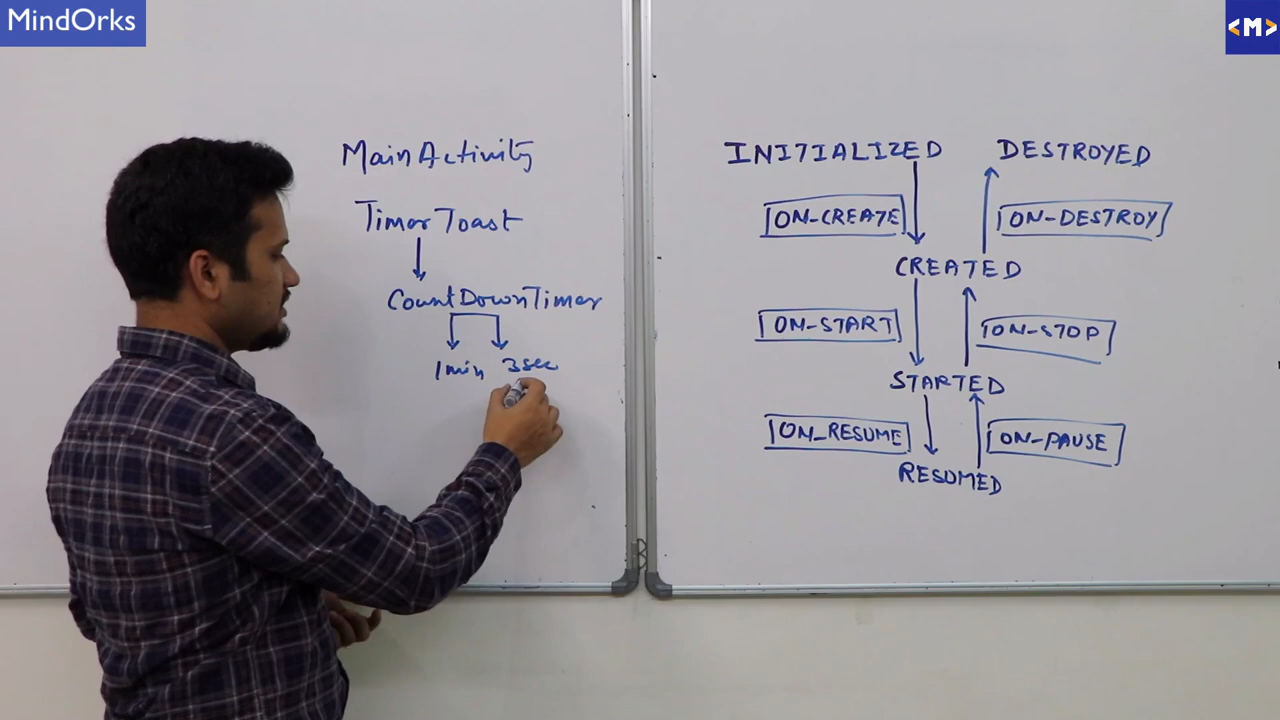 MindOrks
<M>
MainActivity
TimerToast
CountDownTimer
1min 3sec
INITIALIZED DESTROYED
ON-CREATE ON-DESTROY
CREATED
ON-START ON-STOP
STARTED
ON_RESUME ON-PAUSE
RESUMED